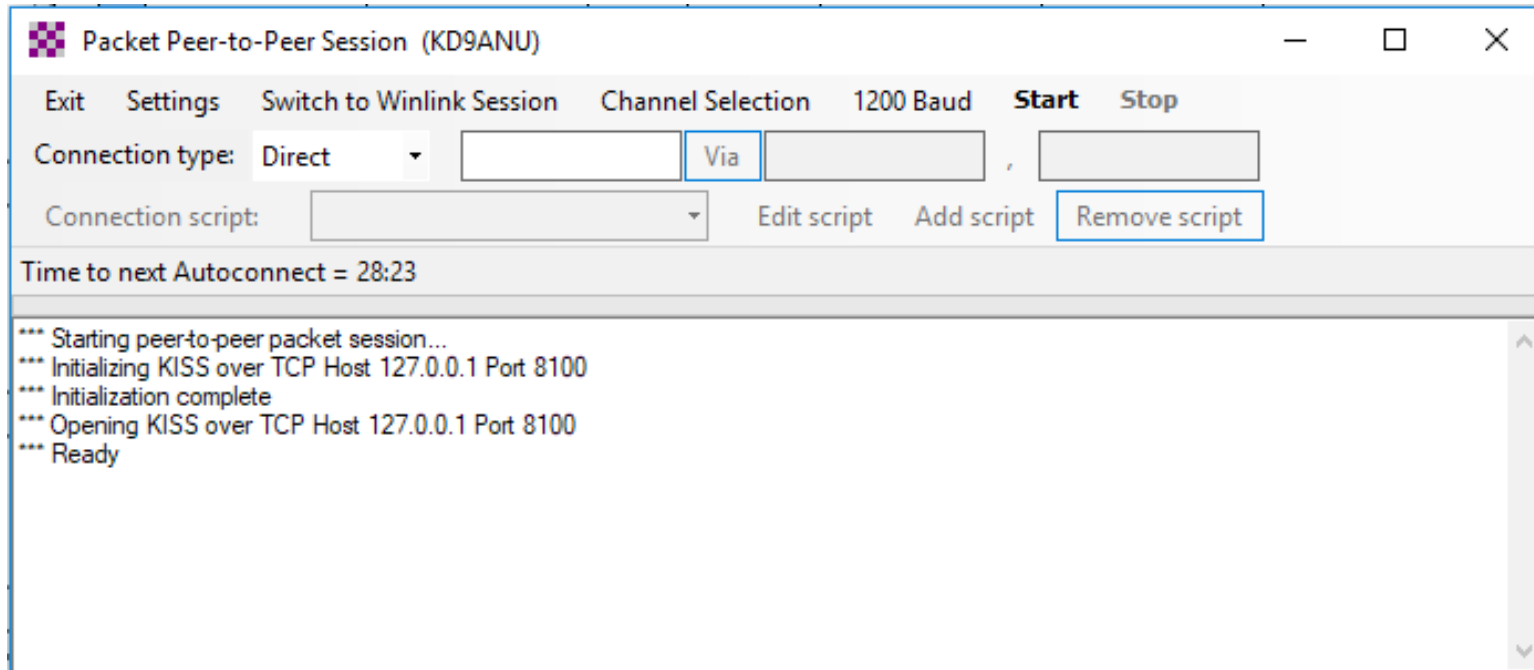 Packet Peer-to-Peer Session (KD9ANU)
Exit Settings Switch to Winlink Session Channel Selection 1200 Baud Start Stop
Connection type: Direct Via ,
Connection script: Edit script Add script Remove script
Time to next Autoconnect = 28:23
*** Starting peer-to-peer packet session...
*** Initializing KISS over TCP Host 127.0.0.1 Port 8100
*** Initialization complete
*** Opening KISS over TCP Host 127.0.0.1 Port 8100
*** Ready